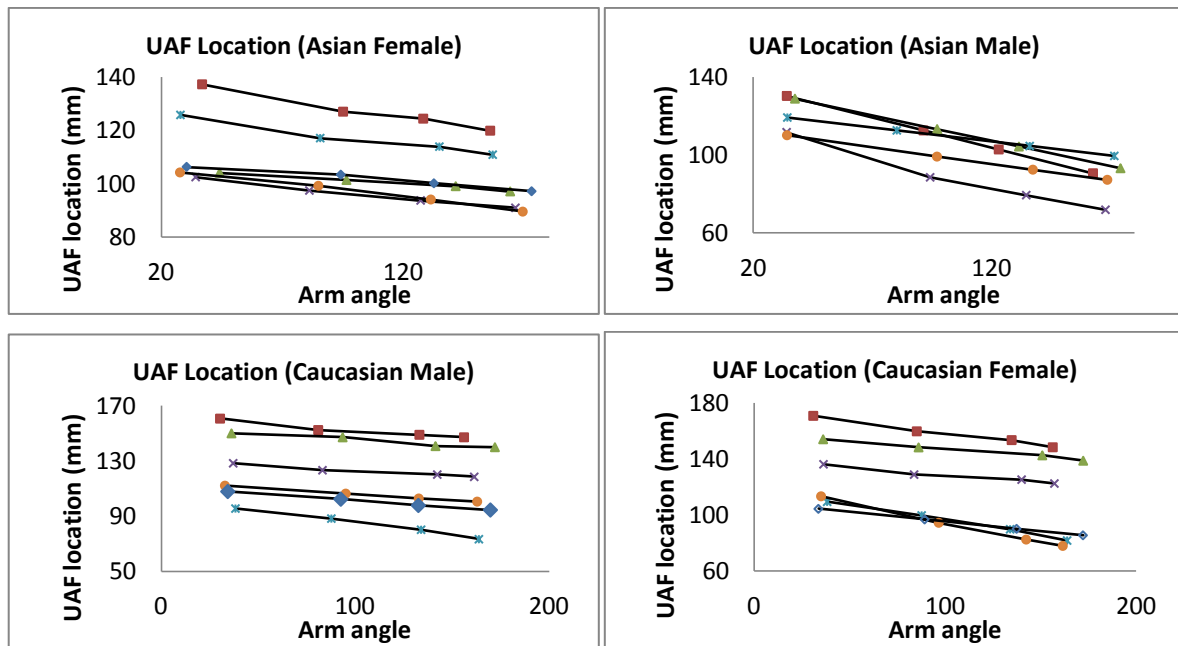 UAF Location (Asian Female)
UAF location (mm)
140
120
100
80
20
120
Arm angle
UAF Location (Asian Male)
UAF location (mm)
140
100
60
20
120
Arm angle
UAF Location (Caucasian Male)
UAF location (mm)
170
130
90
50
0
100
200
Arm angle
UAF Location (Caucasian Female)
UAF location (mm)
180
140
100
60
0
100
200
Arm angle